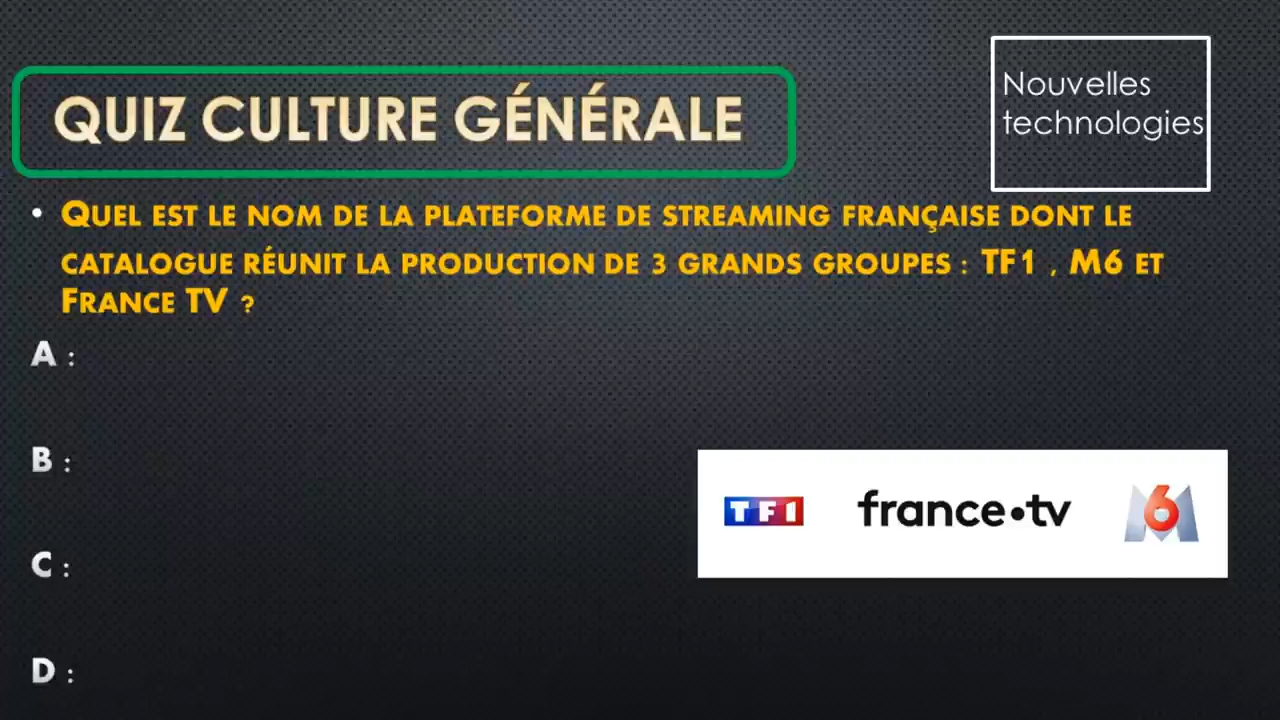 QUIZ CULTURE GÉNÉRALE
Nouvelles
technologies
• QUEL EST LE NOM DE LA PLATEFORME DE STREAMING FRANÇAISE DONT LE
CATALOGUE RÉUNIT LA PRODUCTION DE 3 GRANDS GROUPES : TF1 , M6 ET
FRANCE TV ?
A :
B :
C :
D :
TF1 france•tv M6